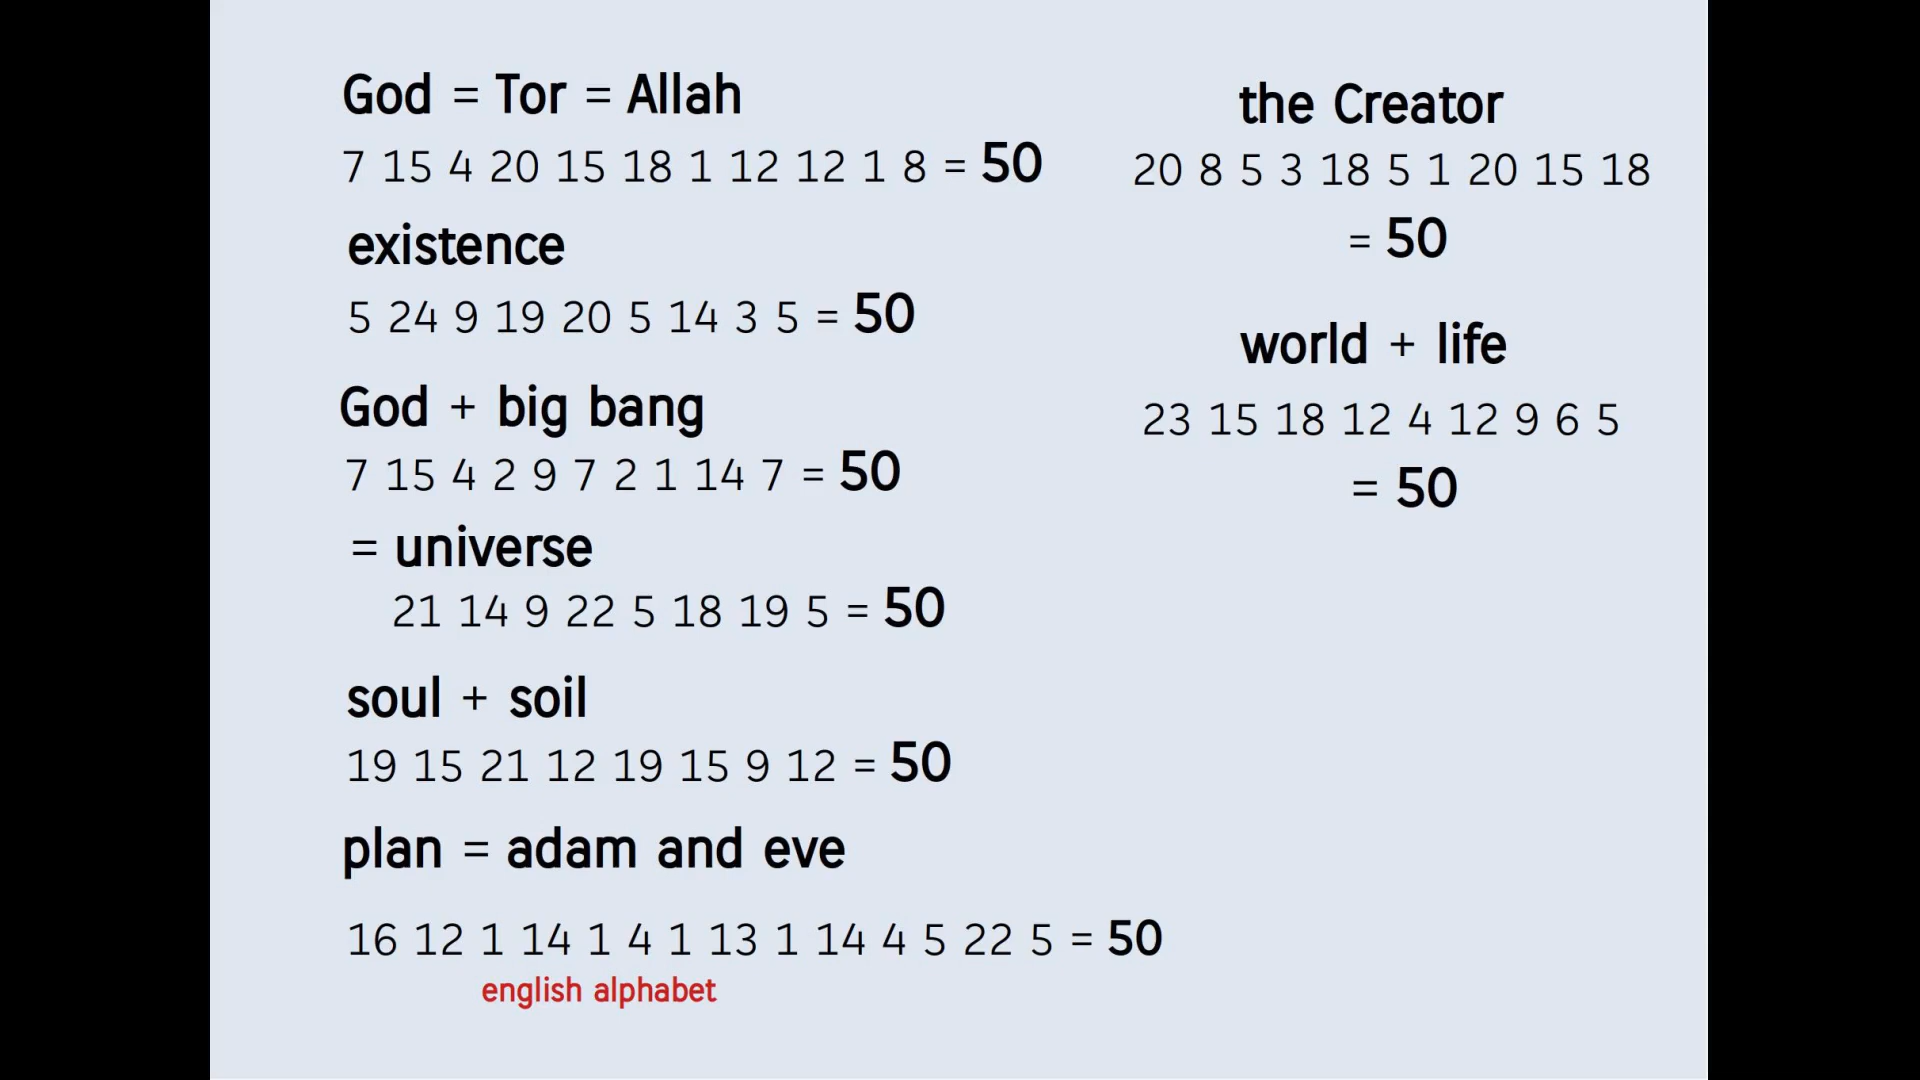 God = Tor = Allah
7 15 4 20 15 18 1 12 12 1 8 = 50
existence
5 24 9 19 20 5 14 3 5 = 50
God + big bang
7 15 4 2 9 7 2 1 14 7 = 50
= universe
21 14 9 22 5 18 19 5 = 50
soul + soil
19 15 21 12 19 15 9 12 = 50
plan = adam and eve
16 12 1 14 1 4 1 13 1 14 4 5 22 5 = 50
english alphabet
the Creator
20 8 5 3 18 5 1 20 15 18
= 50
world + life
23 15 18 12 4 12 9 6 5
= 50